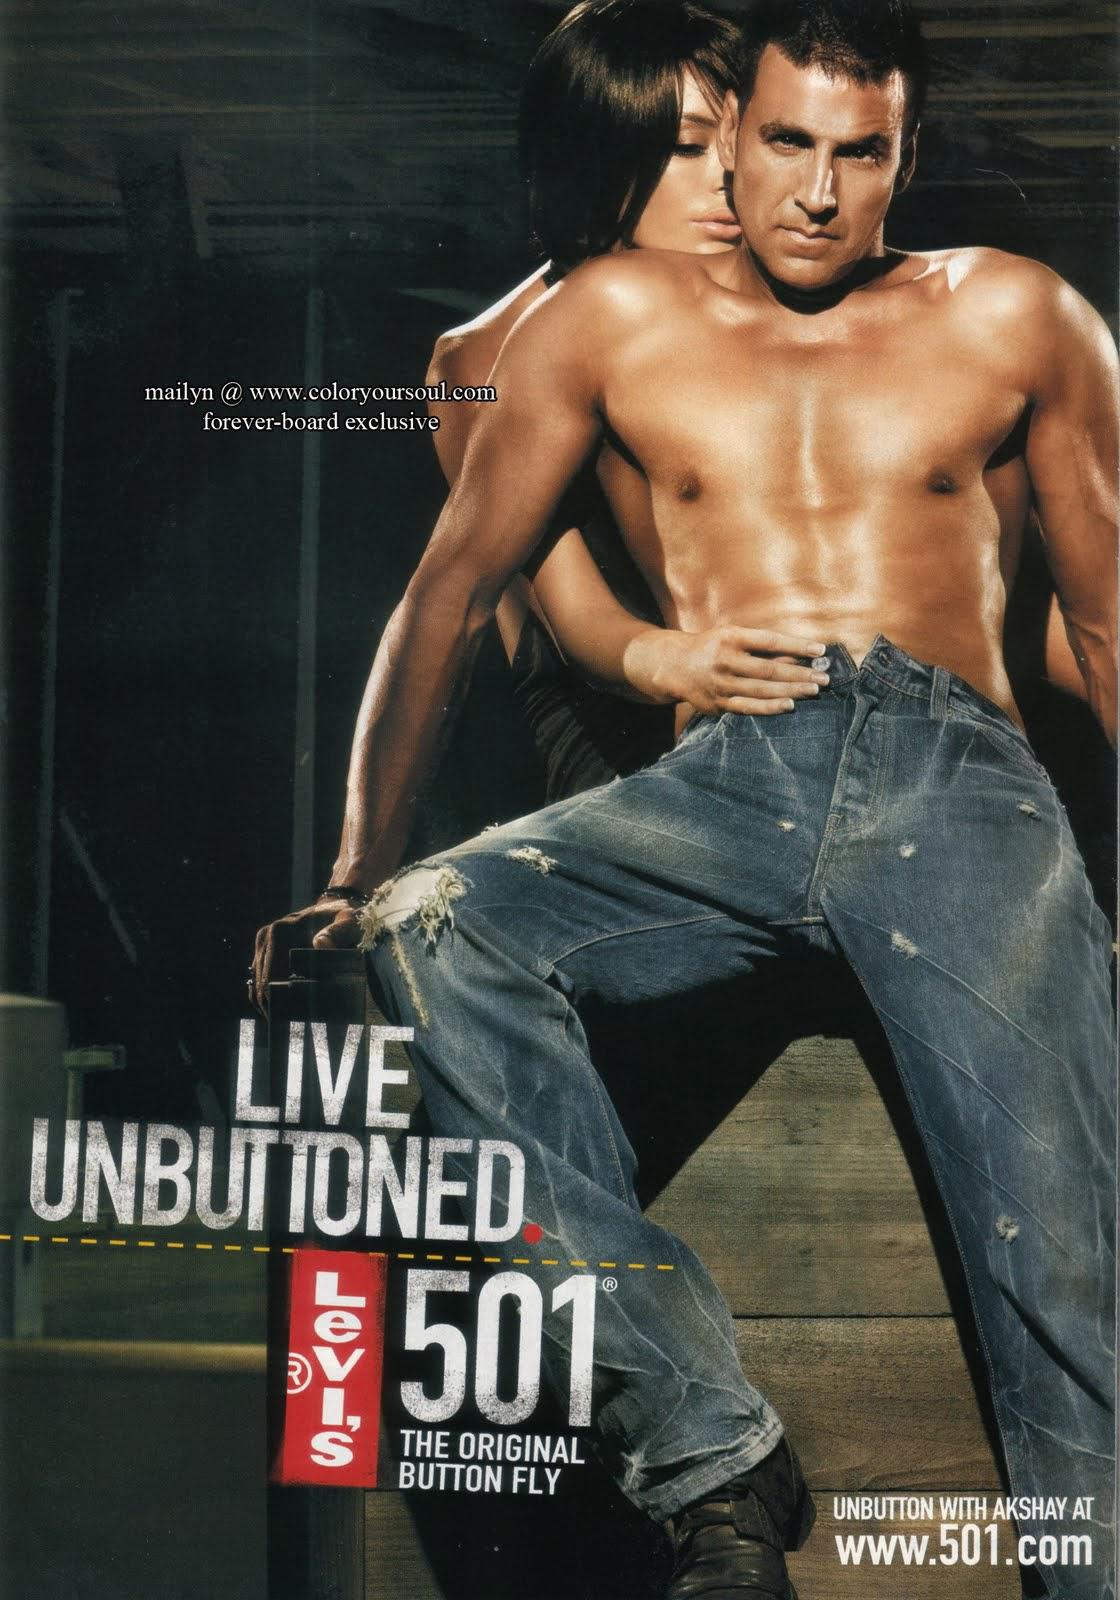 mailyn @ www.coloryoursoul.com
forever-board exclusive
LIVE
UNBUTTONED.
Levi's
®
501®
THE ORIGINAL
BUTTON FLY
UNBUTTON WITH AKSHAY AT
www.501.com